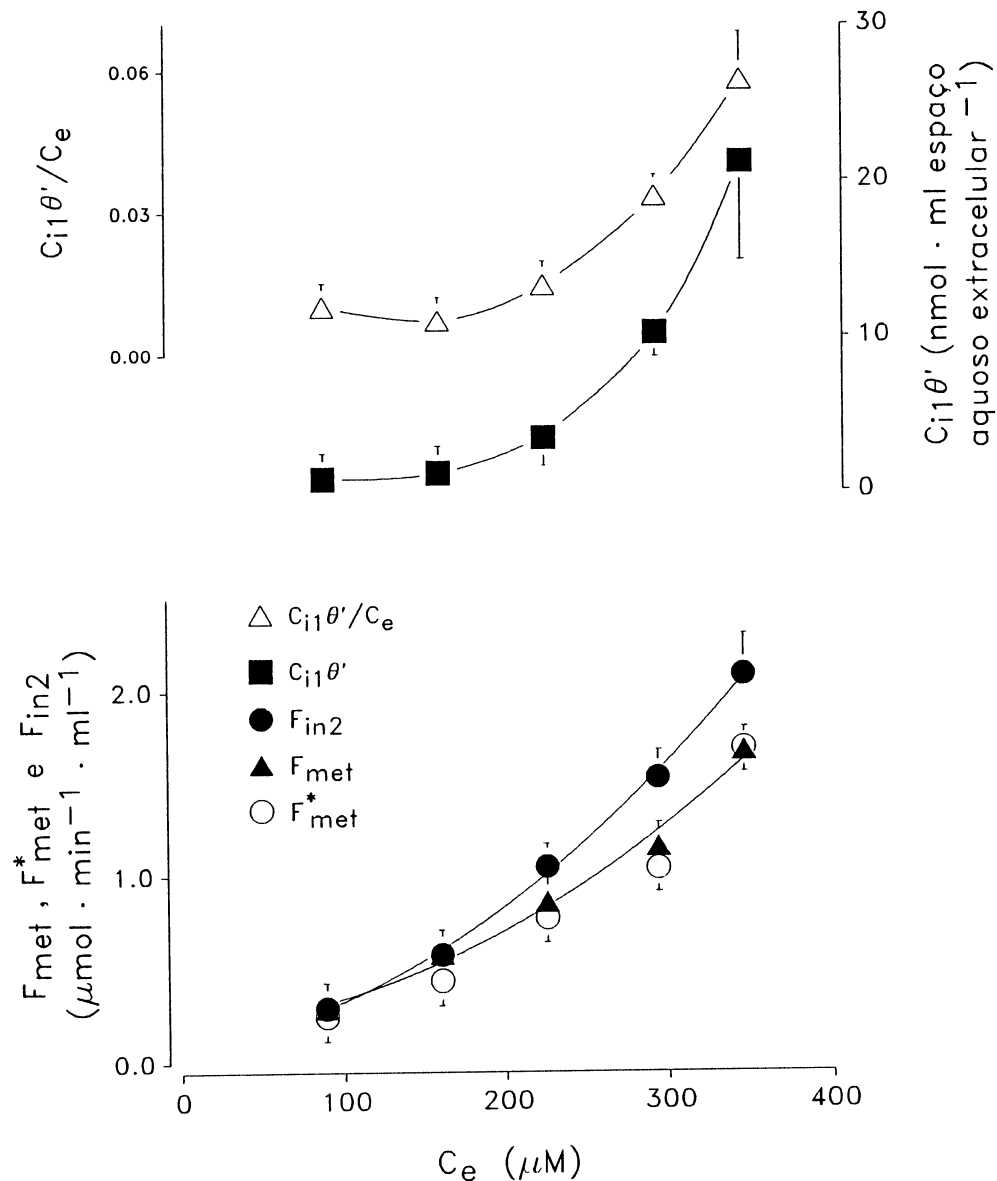 0.06
0.03
0.00
Ci1θ'/Ce
30
20
10
0
Ci1θ' (nmol · ml espaço
aquoso extracelular −1)
Ci1θ'/Ce
Ci1θ'
Fin2
Fmet
F*met
2.0
1.0
0.0
Fmet , F*met e Fin2
(μmol · min−1 · ml−1)
0 100 200 300 400
Ce (μM)